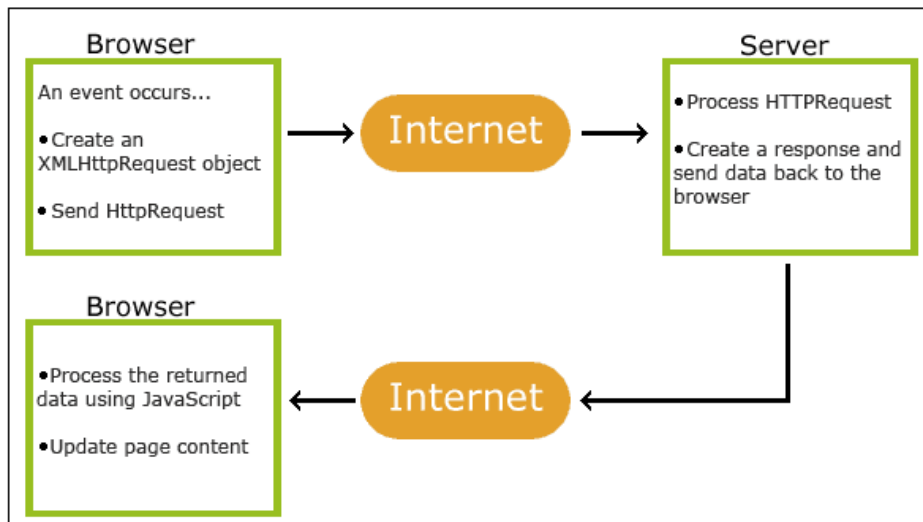 Browser
An event occurs...
•Create an
XMLHttpRequest object
•Send HttpRequest
Internet
Server
•Process HTTPRequest
•Create a response and
send data back to the
browser
Browser
•Process the returned
data using JavaScript
•Update page content
Internet